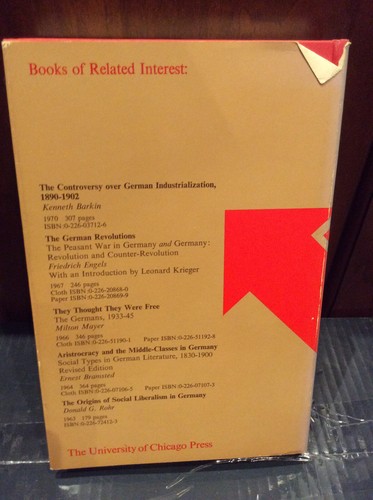 Books of Related Interest:
The Controversy over German Industrialization,
1890-1902
Kenneth Barkin
1970 307 pages
ISBN:0-226-03712-6
The German Revolutions
The Peasant War in Germany and Germany:
Revolution and Counter-Revolution
Friedrich Engels
With an Introduction by Leonard Krieger
1967 246 pages
Cloth ISBN:0-226-20868-0
Paper ISBN:0-226-20869-9
They Thought They Were Free
The Germans, 1933-45
Milton Mayer
1966 346 pages
Cloth ISBN:0-226-51190-1 Paper ISBN:0-226-51192-8
Aristocracy and the Middle-Classes in Germany
Social Types in German Literature, 1830-1900
Revised Edition
Ernest Bramsted
1964 364 pages
Cloth ISBN:0-226-07106-5 Paper ISBN:0-226-07107-3
The Origins of Social Liberalism in Germany
Donald G. Rohr
1963 179 pages
ISBN:0-226-72412-3
The University of Chicago Press